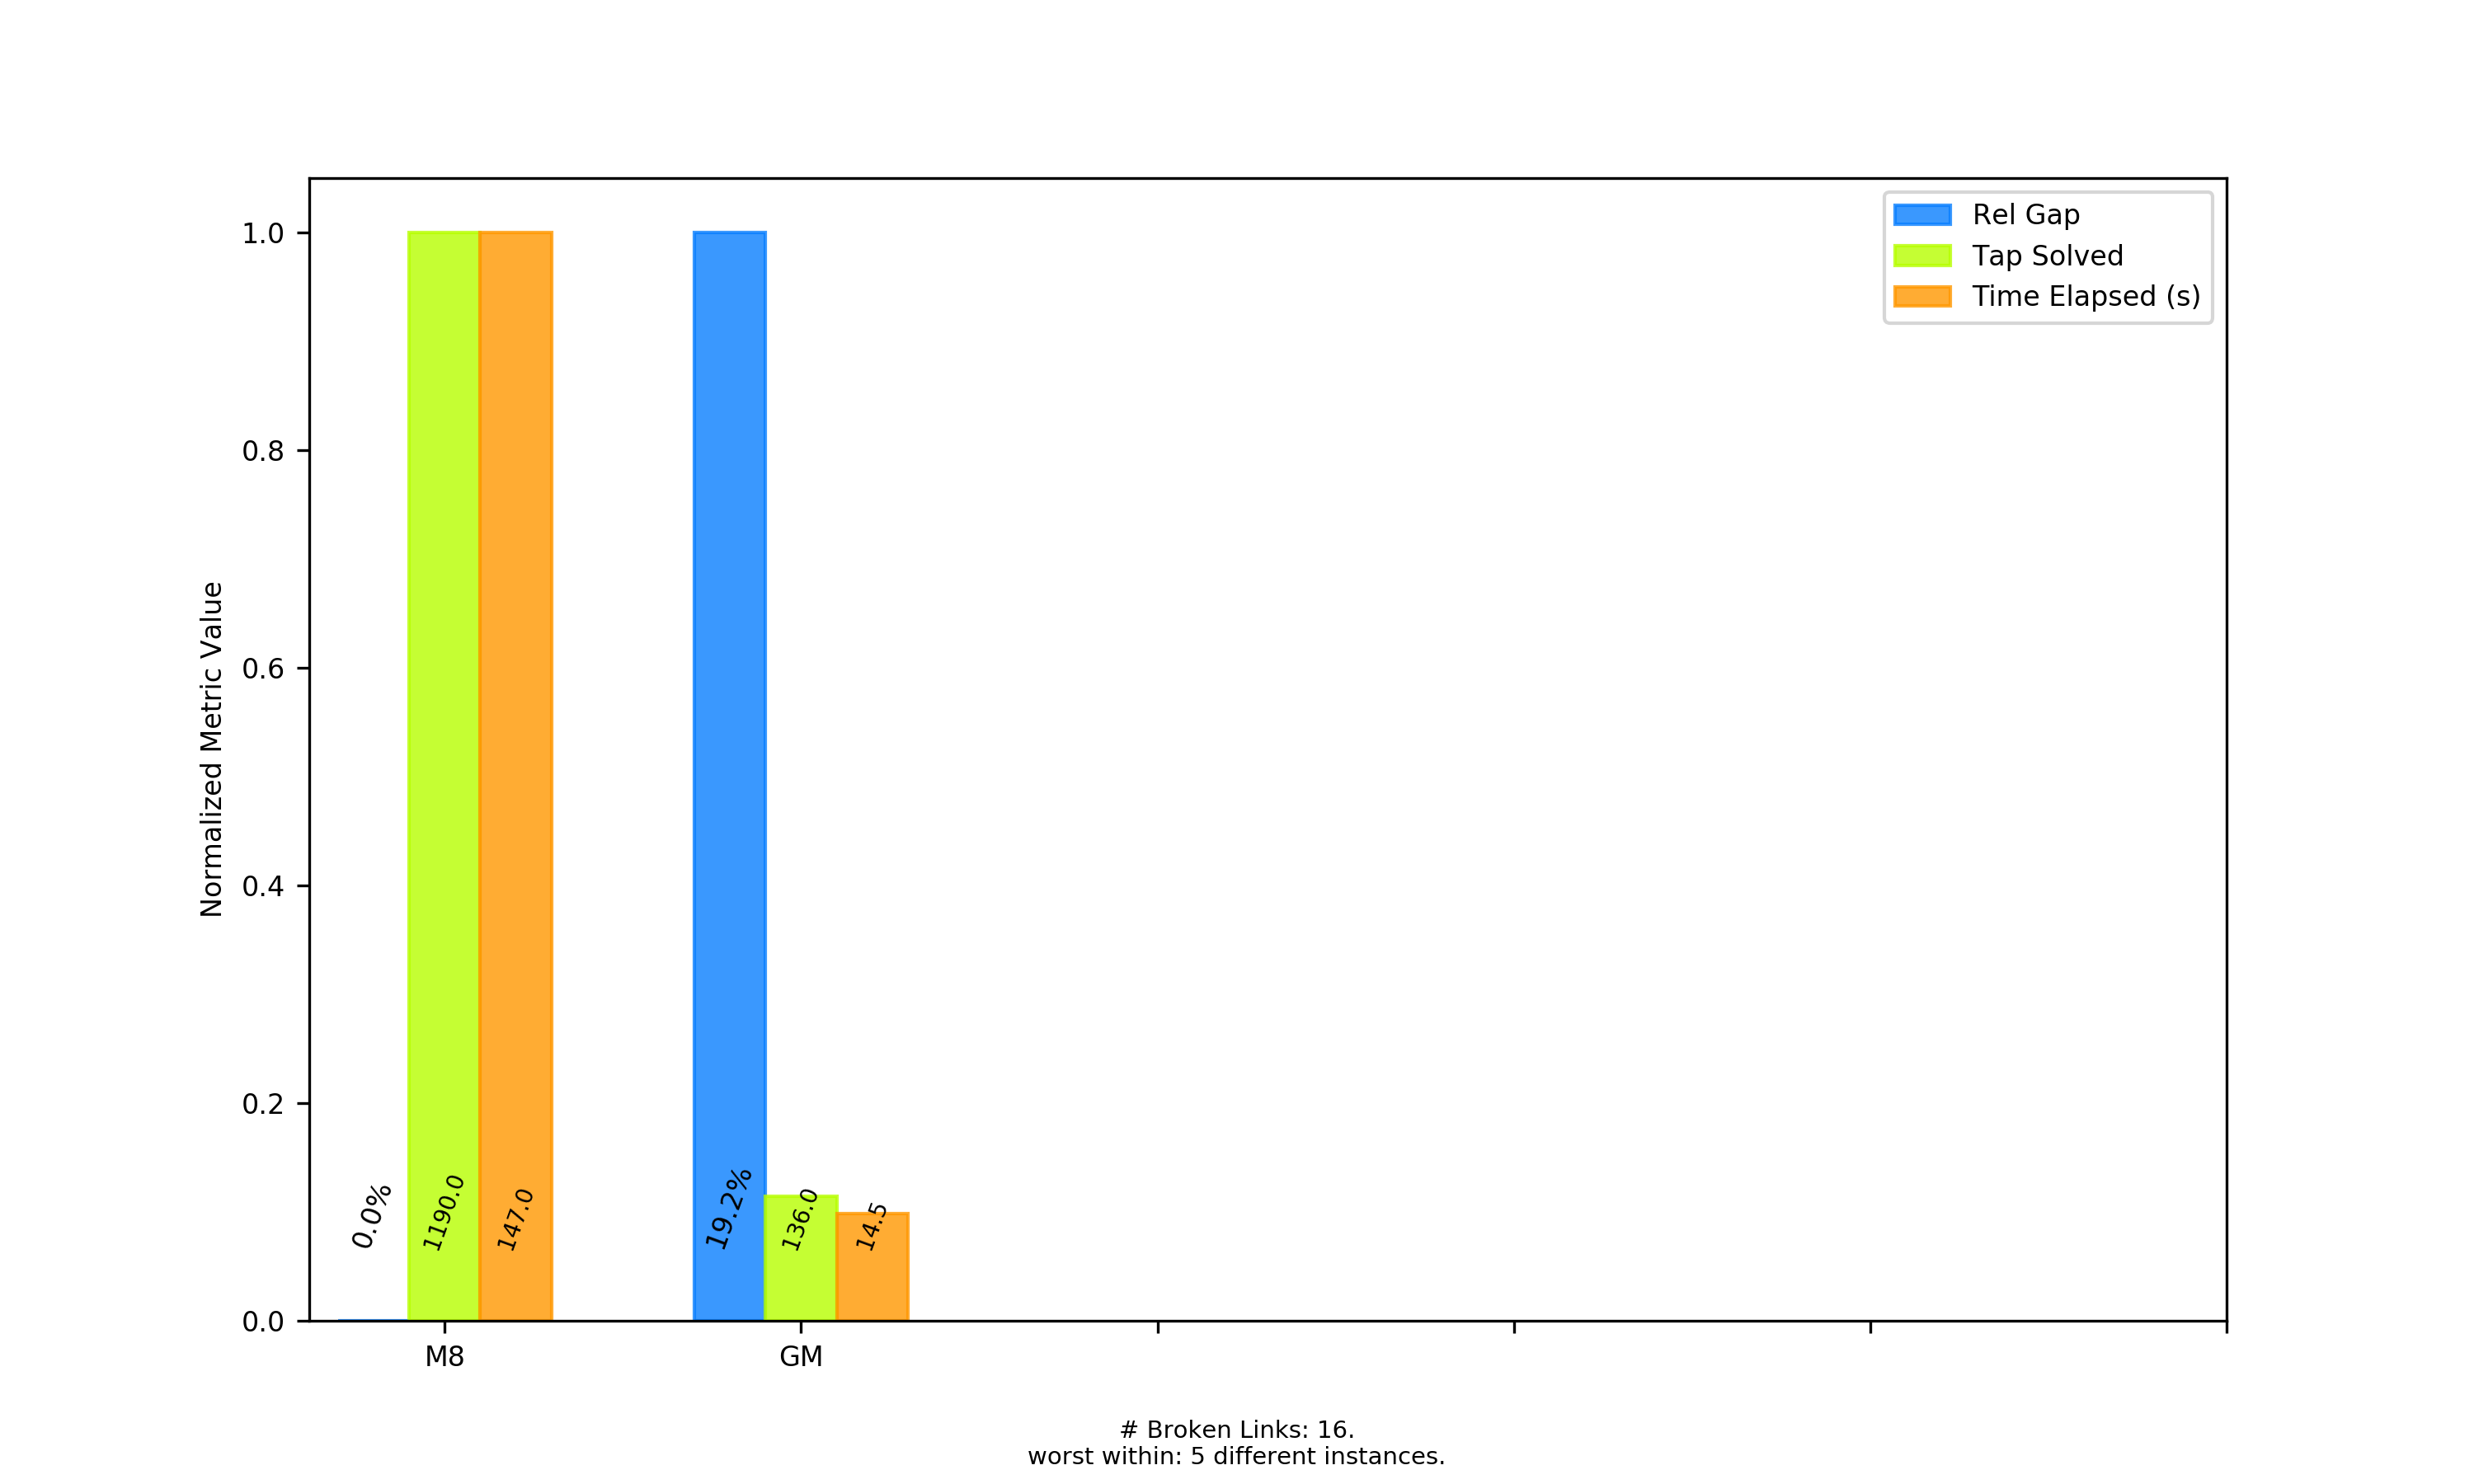 Rel Gap
Tap Solved
Time Elapsed (s)
Normalized Metric Value
1.0
0.8
0.6
0.4
0.2
0.0
0.0%
1190.0
147.0
19.2%
136.0
14.5
M8
GM
# Broken Links: 16.
worst within: 5 different instances.